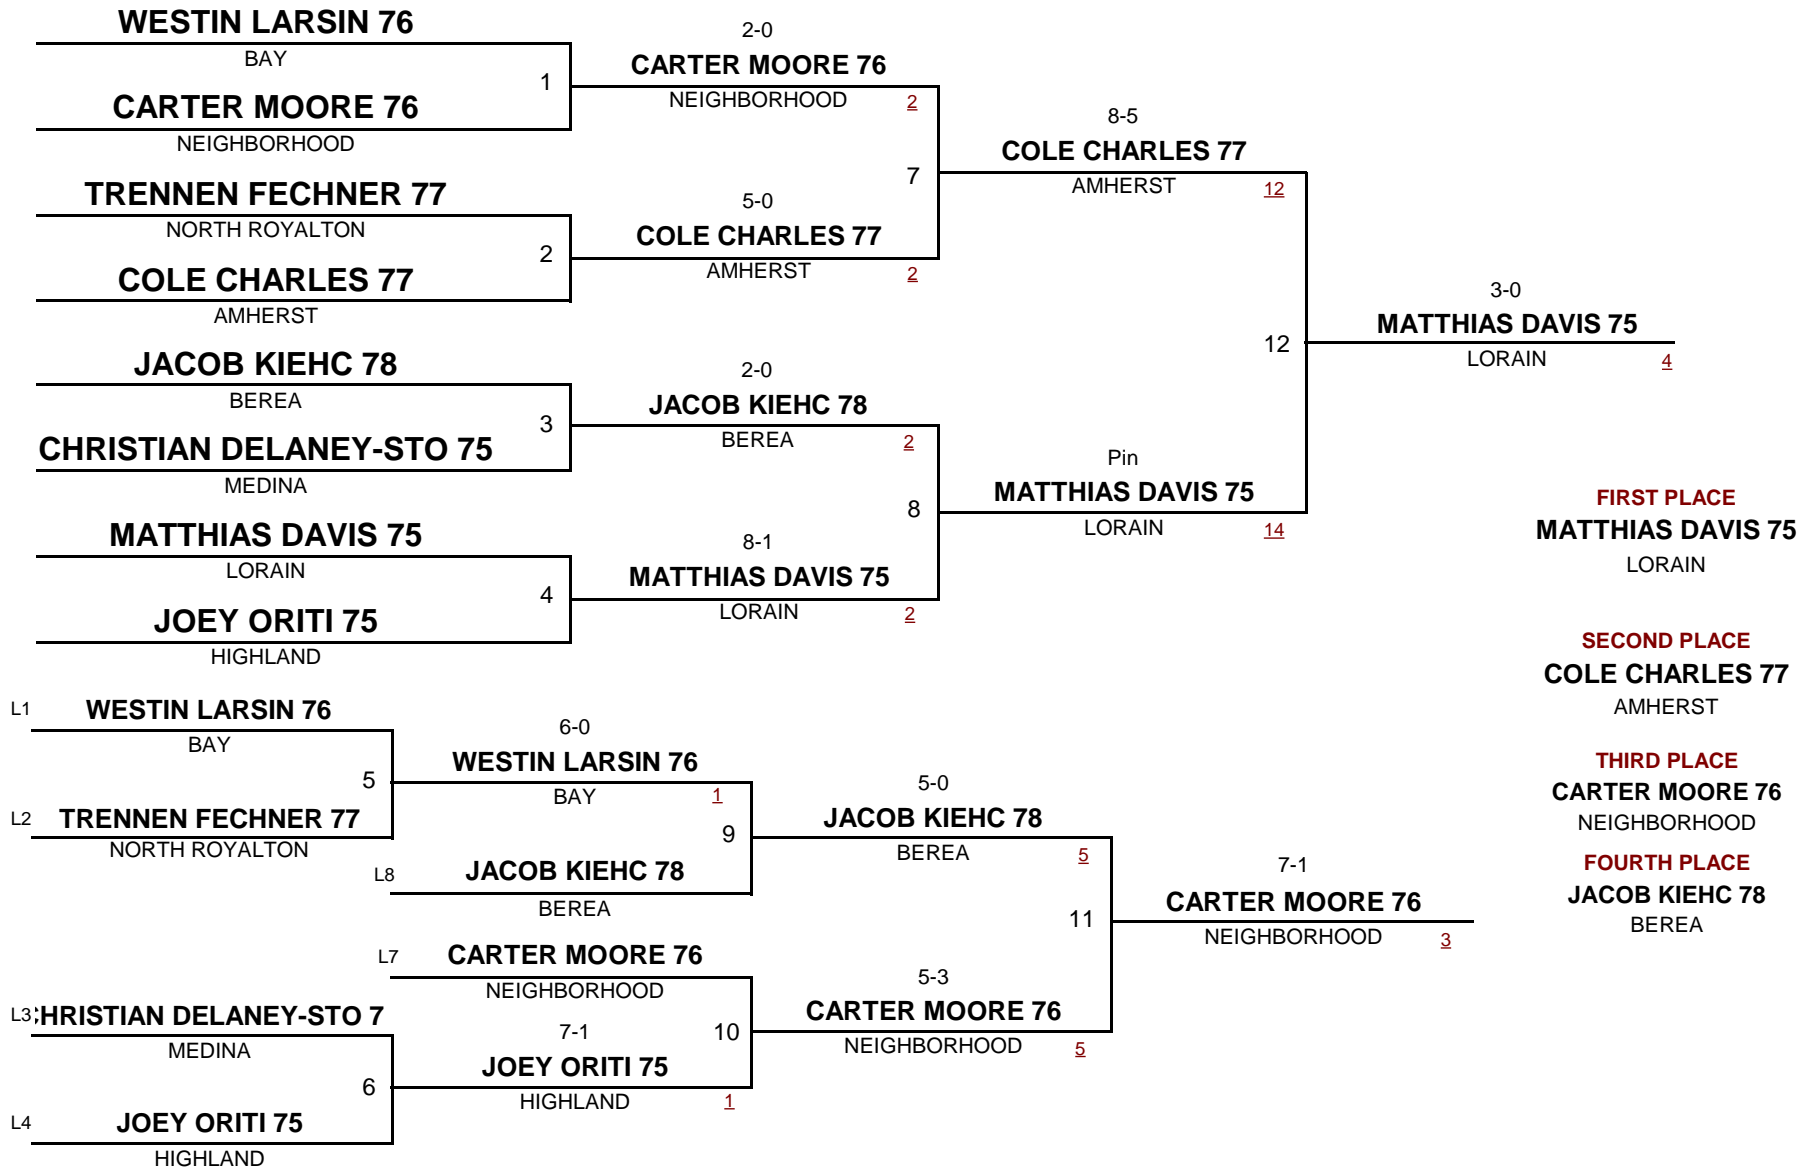 WESTIN LARSIN 76
BAY
1
CARTER MOORE 76
NEIGHBORHOOD
2-0
CARTER MOORE 76
NEIGHBORHOOD 2
TRENNEN FECHNER 77
NORTH ROYALTON
2
COLE CHARLES 77
AMHERST
5-0
COLE CHARLES 77
AMHERST 2
7
8-5
COLE CHARLES 77
AMHERST 12
JACOB KIEHC 78
BEREA
3
CHRISTIAN DELANEY-STO 75
MEDINA
2-0
JACOB KIEHC 78
BEREA 2
MATTHIAS DAVIS 75
LORAIN
4
JOEY ORITI 75
HIGHLAND
8-1
MATTHIAS DAVIS 75
LORAIN 2
8
Pin
MATTHIAS DAVIS 75
LORAIN 14
12
3-0
MATTHIAS DAVIS 75
LORAIN 4
FIRST PLACE
MATTHIAS DAVIS 75
LORAIN
SECOND PLACE
COLE CHARLES 77
AMHERST
THIRD PLACE
CARTER MOORE 76
NEIGHBORHOOD
FOURTH PLACE
JACOB KIEHC 78
BEREA
L1 WESTIN LARSIN 76
BAY
5
L2 TRENNEN FECHNER 77
NORTH ROYALTON
6-0
WESTIN LARSIN 76
BAY 1
9
L8 JACOB KIEHC 78
BEREA
5-0
JACOB KIEHC 78
BEREA 5
L7 CARTER MOORE 76
NEIGHBORHOOD
L3 HRISTIAN DELANEY-STO 7
MEDINA
6
L4 JOEY ORITI 75
HIGHLAND
7-1
JOEY ORITI 75
HIGHLAND 1
10
5-3
CARTER MOORE 76
NEIGHBORHOOD 5
11
7-1
CARTER MOORE 76
NEIGHBORHOOD 3